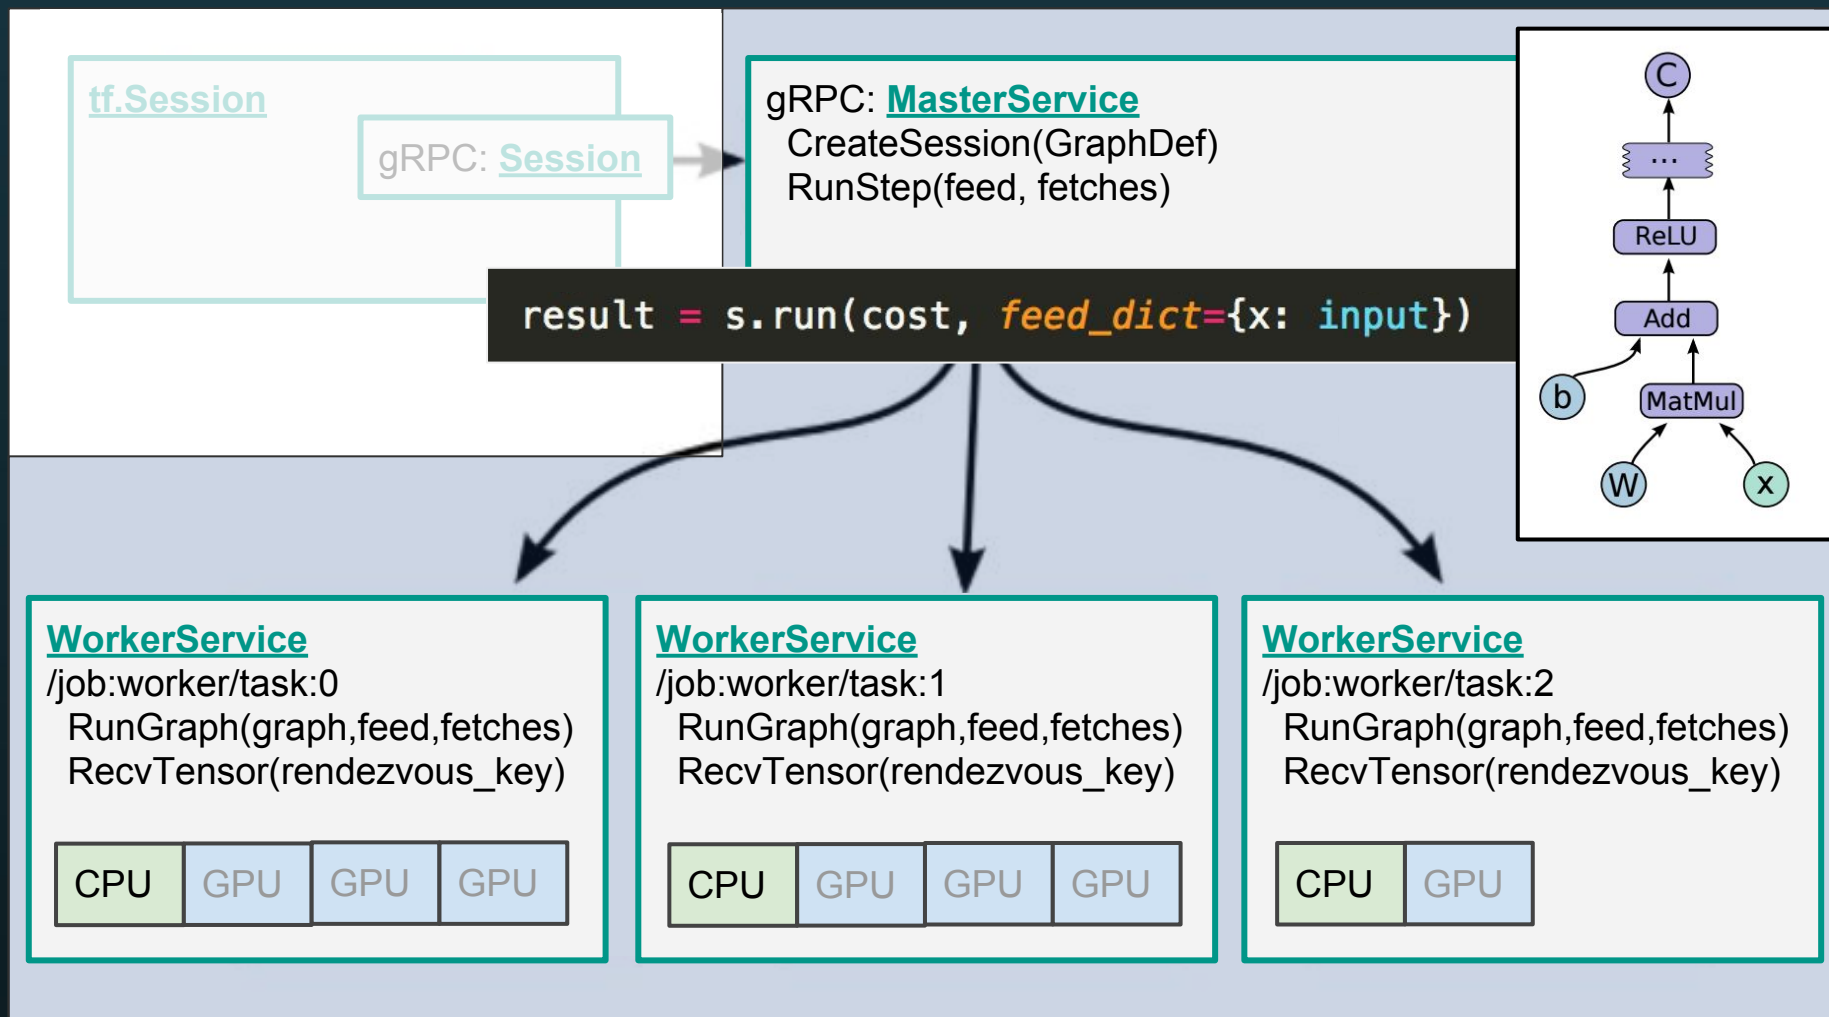 tf.Session
gRPC: Session
gRPC: MasterService
CreateSession(GraphDef)
RunStep(feed, fetches)
result = s.run(cost, feed_dict={x: input})
C
...
ReLU
Add
b
MatMul
W
x
WorkerService
/job:worker/task:0
RunGraph(graph,feed,fetches)
RecvTensor(rendezvous_key)
CPU GPU GPU GPU
WorkerService
/job:worker/task:1
RunGraph(graph,feed,fetches)
RecvTensor(rendezvous_key)
CPU GPU GPU GPU
WorkerService
/job:worker/task:2
RunGraph(graph,feed,fetches)
RecvTensor(rendezvous_key)
CPU GPU